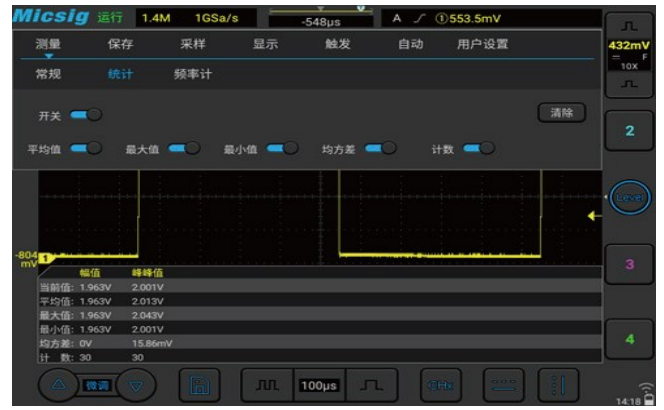 Micsig 运行 1.4M 1GSa/s -548μs A ① 553.5mV
测量 保存 采样 显示 触发 自动 用户设置
常规 统计 频率计
开关 清除
平均值 最大值 最小值 均方差 计数
432mV
F
10X
2
Level
3
4
-804
mV
1
幅值 峰峰值
当前值: 1.963V 2.001V
平均值: 1.963V 2.013V
最大值: 1.963V 2.043V
最小值: 1.963V 2.001V
均方差: 0V 15.86mV
计 数: 30 30
微调 100μs
14:18